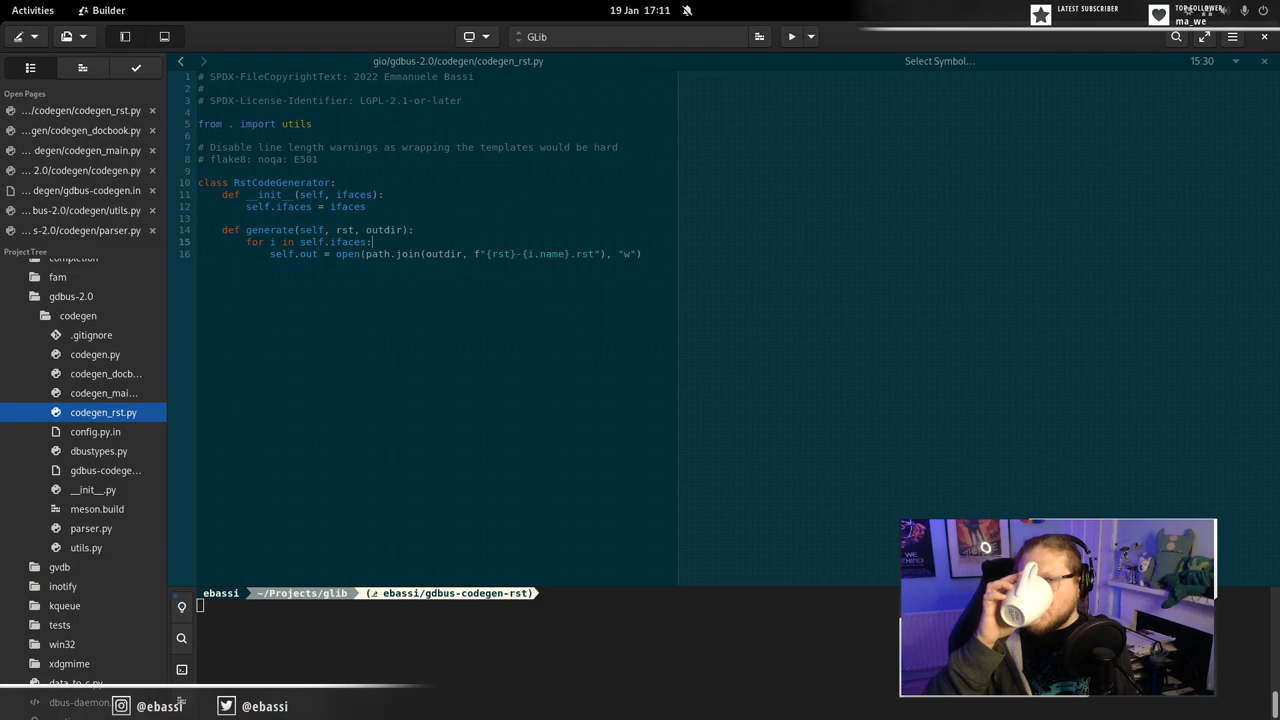 Activities
Builder
19 Jan 17:11
LATEST SUBSCRIBER
TOP FOLLOWER
ma_we
GLib
gio/gdbus-2.0/codegen/codegen_rst.py
Select Symbol…
15:30
Open Pages
…/codegen/codegen_rst.py
…gen/codegen_docbook.py
… degen/codegen_main.py
… 2.0/codegen/codegen.py
… degen/gdbus-codegen.in
… bus-2.0/codegen/utils.py
…s-2.0/codegen/parser.py
Project Tree
completion
fam
gdbus-2.0
codegen
.gitignore
codegen.py
codegen_docb…
codegen_mai…
codegen_rst.py
config.py.in
dbustypes.py
gdbus-codege…
__init__.py
meson.build
parser.py
utils.py
gvdb
inotify
kqueue
tests
win32
xdgmime
data_to_c.py
dbus-daemon.
1 # SPDX-FileCopyrightText: 2022 Emmanuele Bassi
2 #
3 # SPDX-License-Identifier: LGPL-2.1-or-later
4
5 from . import utils
6
7 # Disable line length warnings as wrapping the templates would be hard
8 # flake8: noqa: E501
9
10 class RstCodeGenerator:
11 def __init__(self, ifaces):
12 self.ifaces = ifaces
13
14 def generate(self, rst, outdir):
15 for i in self.ifaces:
16 self.out = open(path.join(outdir, f"{rst}-{i.name}.rst"), "w")
ebassi ~/Projects/glib (⎇ ebassi/gdbus-codegen-rst)
@ebassi
@ebassi